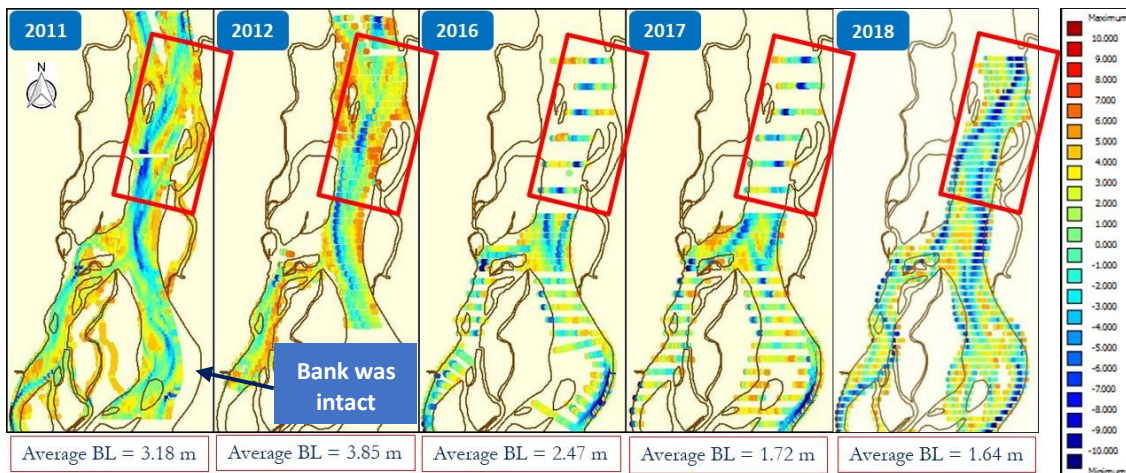 2011
2012
2016
2017
2018
N
Bank was
intact
Average BL = 3.18 m
Average BL = 3.85 m
Average BL = 2.47 m
Average BL = 1.72 m
Average BL = 1.64 m
Maximum
10.000
9.000
8.000
7.000
6.000
5.000
4.000
3.000
2.000
1.000
0.000
-1.000
-2.000
-3.000
-4.000
-5.000
-6.000
-7.000
-8.000
-9.000
-10.000
Minimum